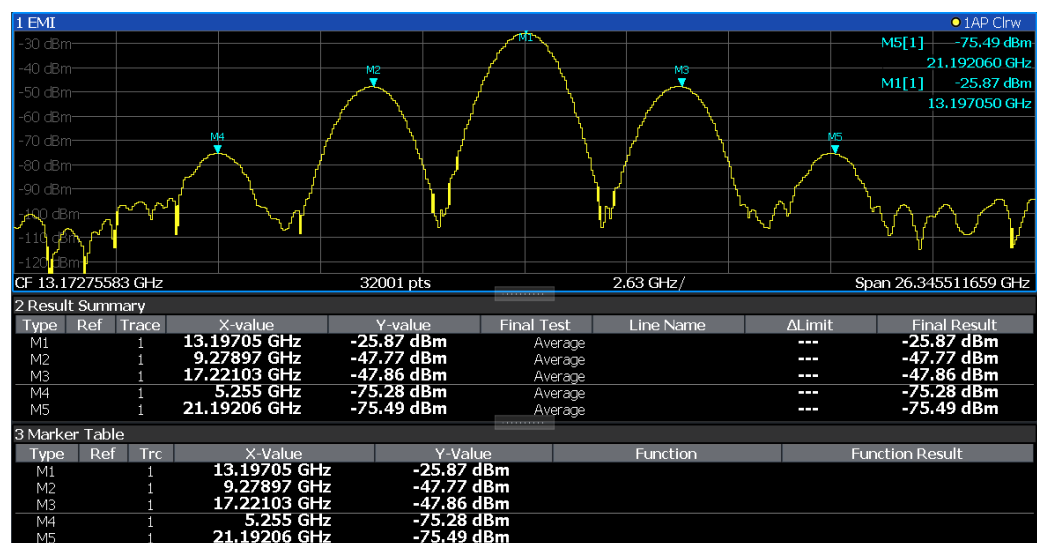 1 EMI 1AP Clrw
-30 dBm
M5[1] -75.49 dBm
21.192060 GHz
M1[1] -25.87 dBm
13.197050 GHz
M1
-40 dBm
M2
M3
-50 dBm
-60 dBm
-70 dBm
M4
M5
-80 dBm
-90 dBm
-100 dBm
-110 dBm
-120 dBm
CF 13.17275583 GHz 32001 pts 2.63 GHz/ Span 26.345511659 GHz
2 Result Summary
Type Ref Trace X-value Y-value Final Test Line Name ΔLimit Final Result
M1 1 13.19705 GHz -25.87 dBm Average --- -25.87 dBm
M2 1 9.27897 GHz -47.77 dBm Average --- -47.77 dBm
M3 1 17.22103 GHz -47.86 dBm Average --- -47.86 dBm
M4 1 5.255 GHz -75.28 dBm Average --- -75.28 dBm
M5 1 21.19206 GHz -75.49 dBm Average --- -75.49 dBm
3 Marker Table
Type Ref Trc X-Value Y-Value Function Function Result
M1 1 13.19705 GHz -25.87 dBm
M2 1 9.27897 GHz -47.77 dBm
M3 1 17.22103 GHz -47.86 dBm
M4 1 5.255 GHz -75.28 dBm
M5 1 21.19206 GHz -75.49 dBm